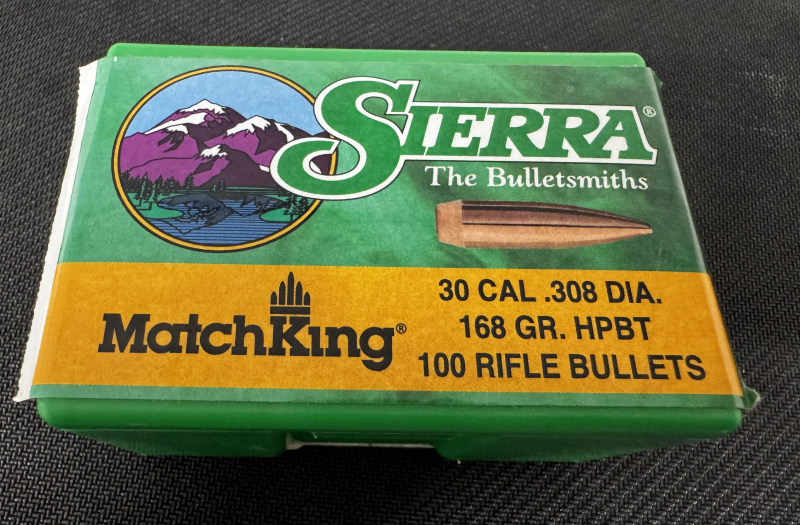 SIERRA®
The Bulletsmiths
MatchKing®
30 CAL .308 DIA.
168 GR. HPBT
100 RIFLE BULLETS